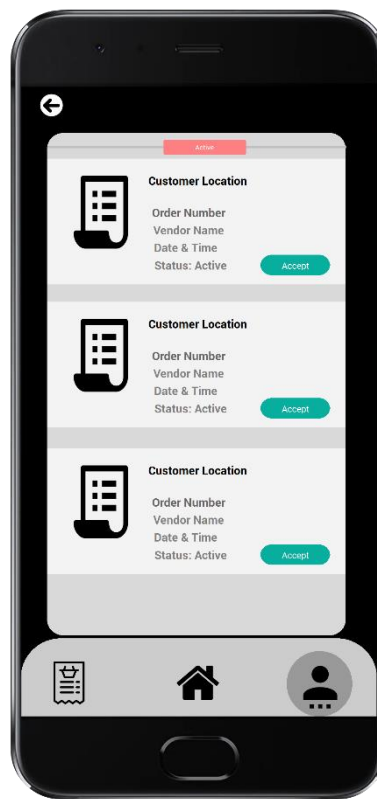 Active
Customer Location
Order Number
Vendor Name
Date & Time
Status: Active
Accept
Customer Location
Order Number
Vendor Name
Date & Time
Status: Active
Accept
Customer Location
Order Number
Vendor Name
Date & Time
Status: Active
Accept